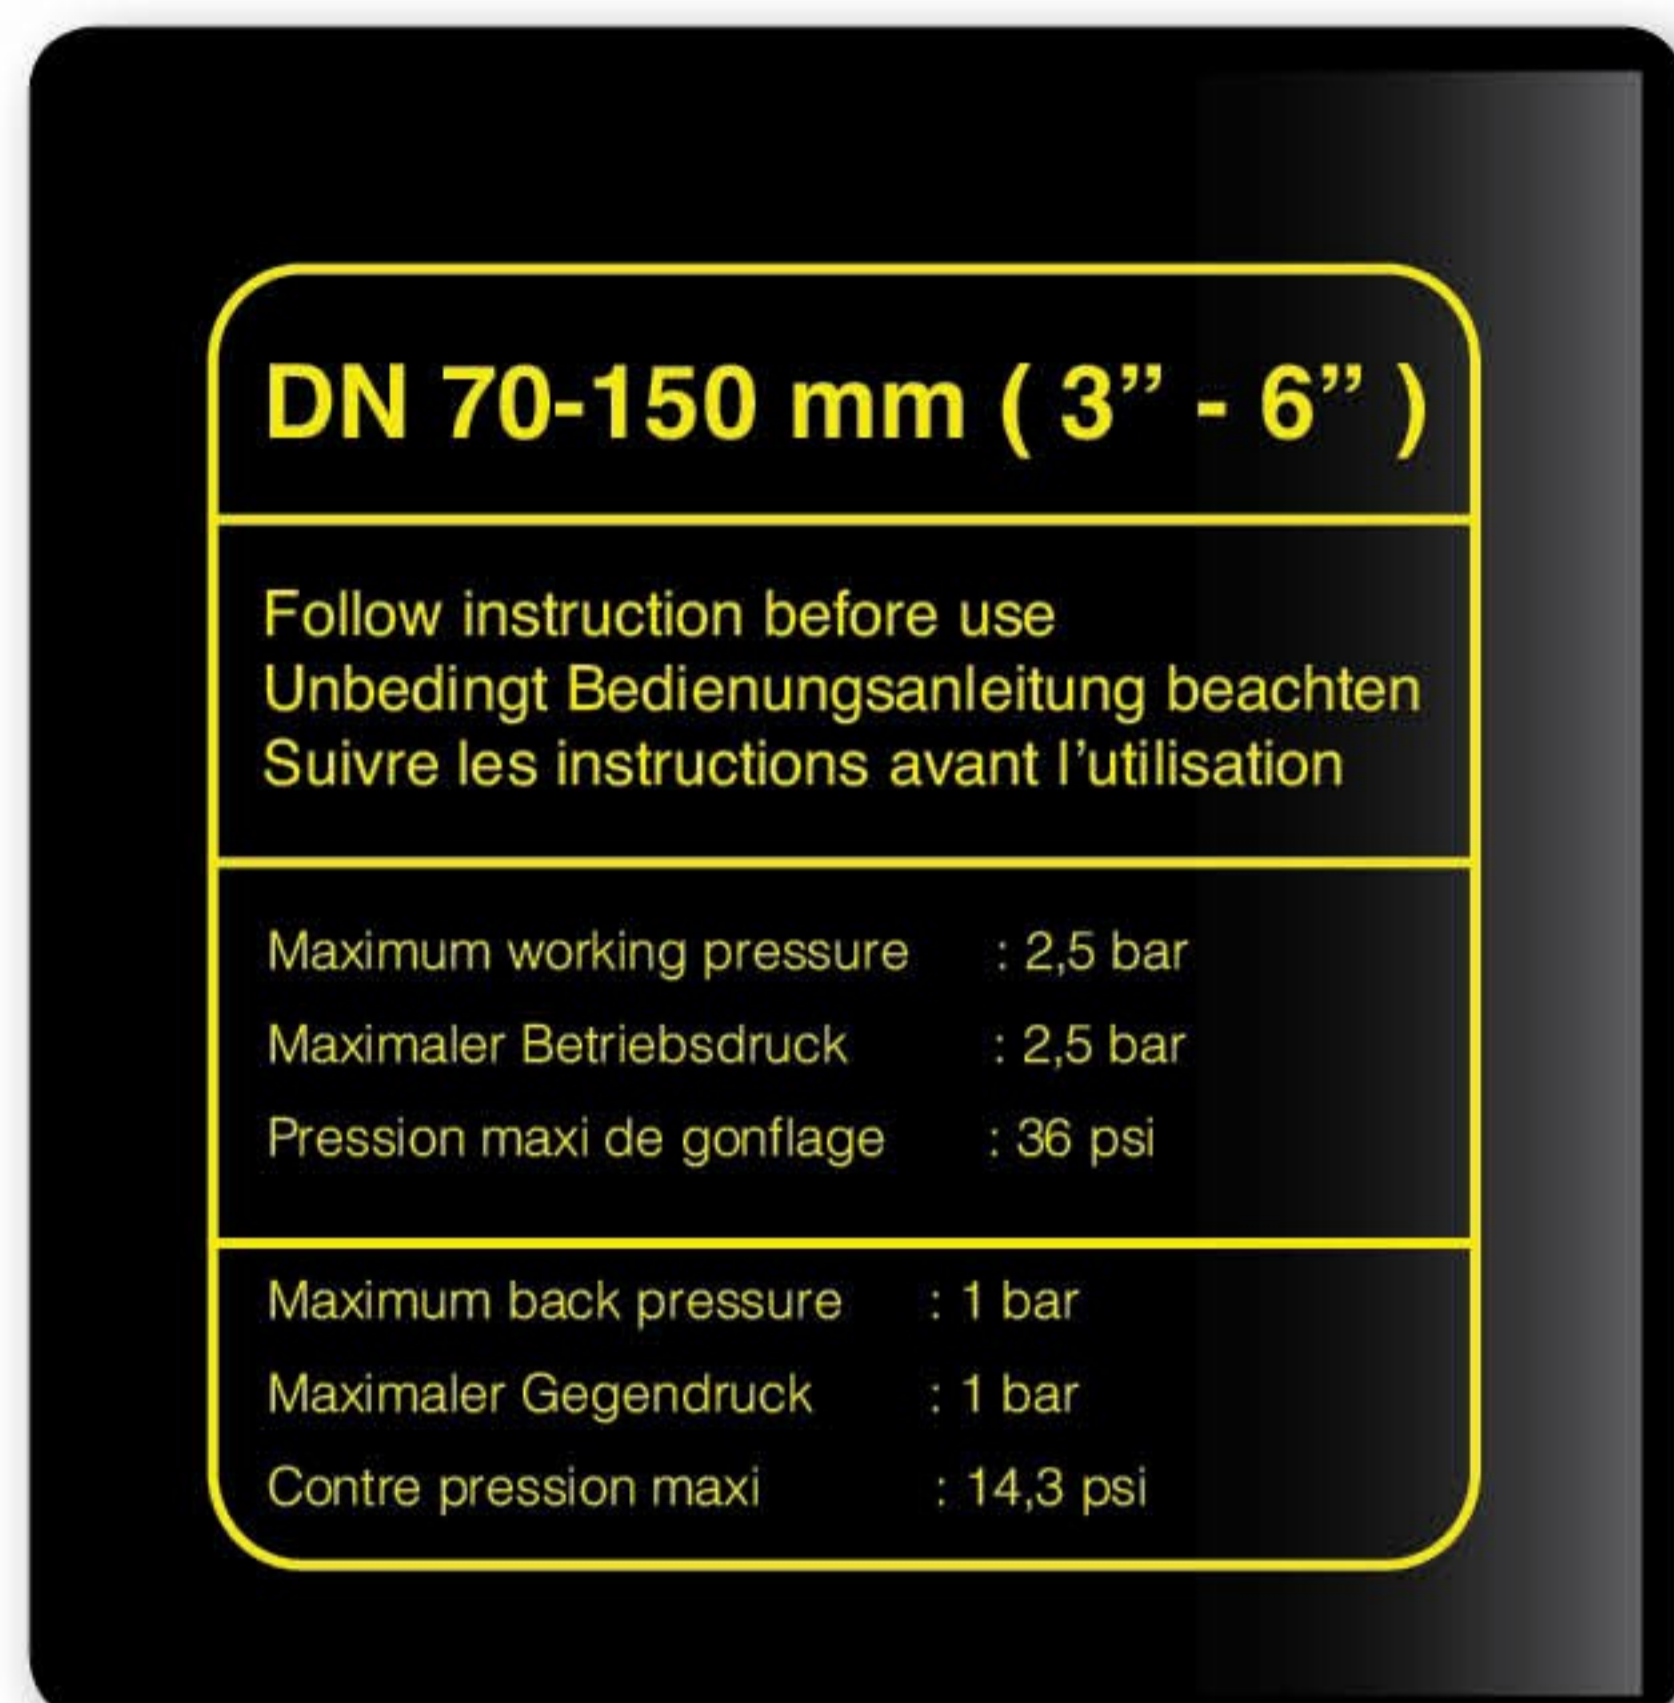 DN 70-150 mm ( 3” - 6” )
Follow instruction before use
Unbedingt Bedienungsanleitung beachten
Suivre les instructions avant l’utilisation
Maximum working pressure : 2,5 bar
Maximaler Betriebsdruck : 2,5 bar
Pression maxi de gonflage : 36 psi
Maximum back pressure : 1 bar
Maximaler Gegendruck : 1 bar
Contre pression maxi : 14,3 psi